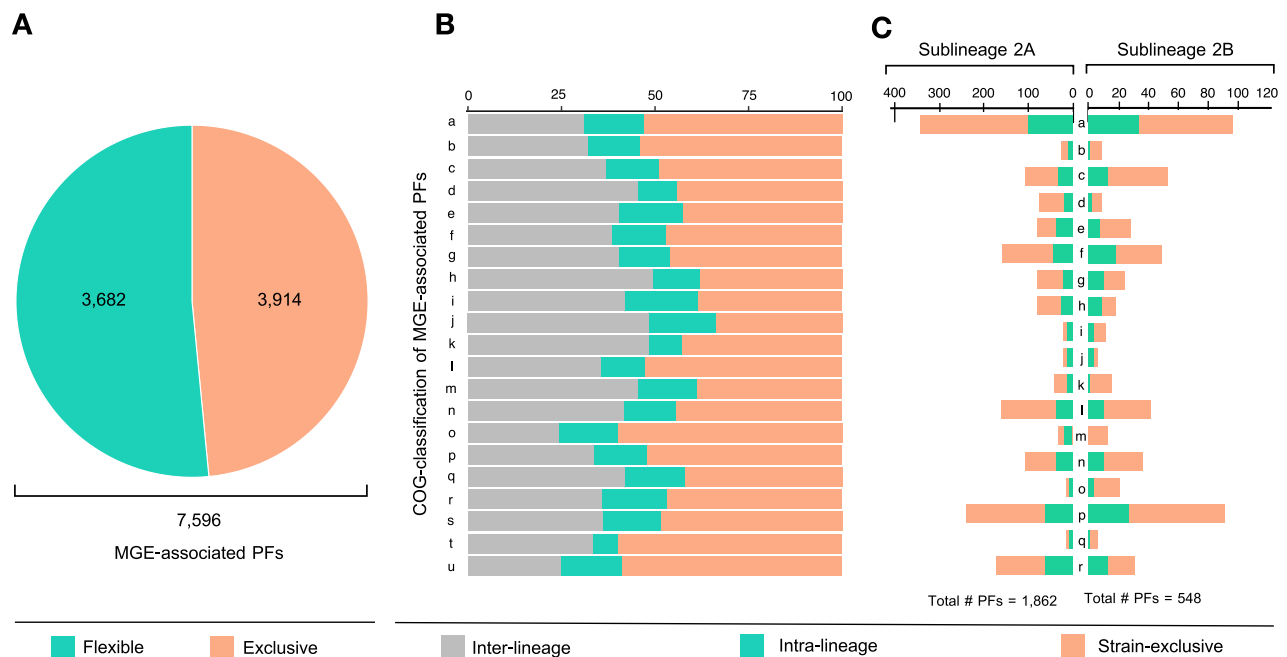 A
3,682
3,914
7,596
MGE-associated PFs
Flexible
Exclusive
B
COG-classification of MGE-associated PFs
0 25 50 75 100
a
b
c
d
e
f
g
h
i
j
k
l
m
n
o
p
q
r
s
t
u
Inter-lineage
Intra-lineage
Strain-exclusive
C
Sublineage 2A
Sublineage 2B
400 300 200 100 0
0 20 40 60 80 100 120
a
b
c
d
e
f
g
h
i
j
k
l
m
n
o
p
q
r
Total # PFs = 1,862
Total # PFs = 548